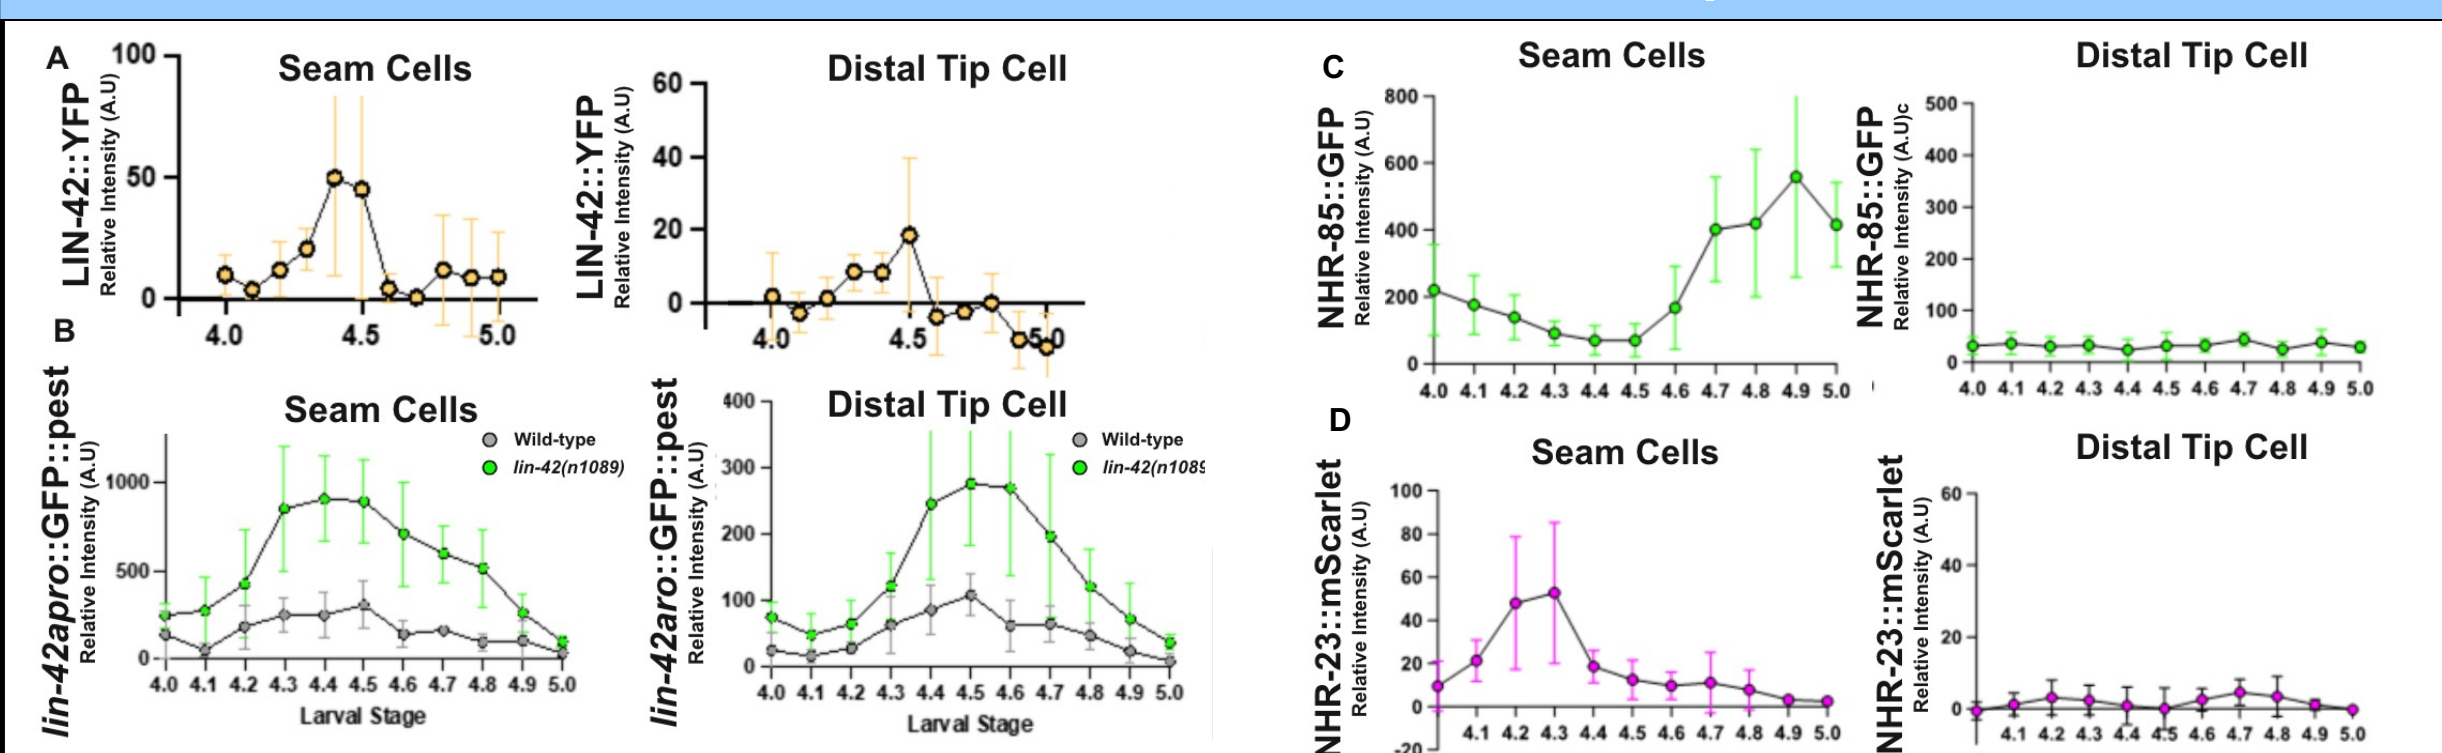 A
Seam Cells
LIN-42::YFP
Relative Intensity (A.U)
100
50
0
4.0 4.5 5.0
Distal Tip Cell
LIN-42::YFP
Relative Intensity (A.U)
60
40
20
0
4.0 4.5 5.0
B
Seam Cells
lin-42apro::GFP::pest
Relative Intensity (A.U)
Wild-type
lin-42(n1089)
1000
500
0
4.0 4.1 4.2 4.3 4.4 4.5 4.6 4.7 4.8 4.9 5.0
Larval Stage
Distal Tip Cell
lin-42aro::GFP::pest
Relative Intensity (A.U)
Wild-type
lin-42(n1089
400
300
200
100
0
4.0 4.1 4.2 4.3 4.4 4.5 4.6 4.7 4.8 4.9 5.0
Larval Stage
C
Seam Cells
NHR-85::GFP
Relative Intensity (A.U)
800
600
400
200
0
4.0 4.1 4.2 4.3 4.4 4.5 4.6 4.7 4.8 4.9 5.0
Distal Tip Cell
NHR-85::GFP
Relative Intensity (A.U)c
500
400
300
200
100
0
4.0 4.1 4.2 4.3 4.4 4.5 4.6 4.7 4.8 4.9 5.0
D
Seam Cells
NHR-23::mScarlet
Relative Intensity (A.U)
100
80
60
40
20
0
-20
4.1 4.2 4.3 4.4 4.5 4.6 4.7 4.8 4.9 5.0
Distal Tip Cell
NHR-23::mScarlet
Relative Intensity (A.U)
60
40
20
0
4.1 4.2 4.3 4.4 4.5 4.6 4.7 4.8 4.9 5.0